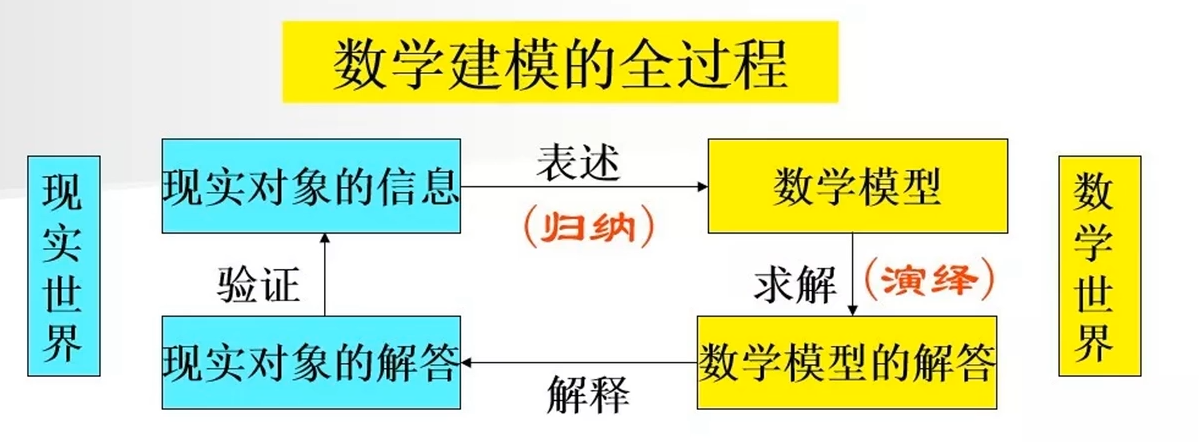 数学建模的全过程
现实世界
现实对象的信息
表述
(归纳)
数学模型
数学世界
验证
求解
(演绎)
现实对象的解答
解释
数学模型的解答